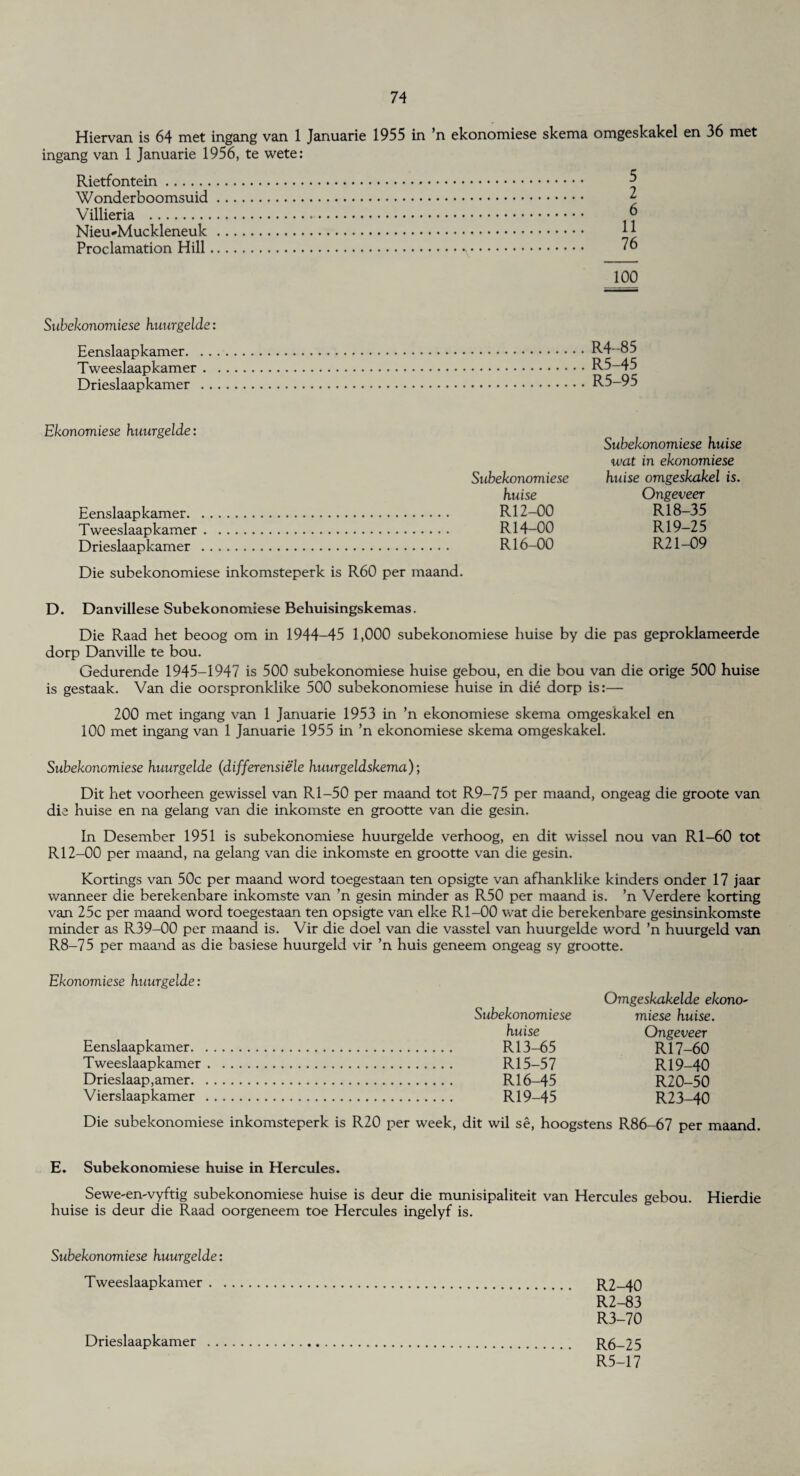 74
Hiervan is 64 met ingang van 1 Januarie 1955 in ’n ekonomiese skema omgeskakel en 36 met
ingang van 1 Januarie 1956, te wete:
Rietfontein . . . . . . . . . . 5
Wonderboomsuid . . . . . . . . . . 2
Villieria . . . . . . . . . . 6
Nieu-Muckleneuk . . . . . . . . . . 11
Proclamation Hill . . . . . . . . . . 76
100
Subekonomiese huurgelde:
Eenslaapkamer. . . . . . . . . . . R4-85
Tweeslaapkamer . . . . . . . . . . R5-45
Drieslaapkamer . . . . . . . . . . R5-95
Ekonomiese huurgelde:
Subekonomiese huise
wat in ekonomiese
Subekonomiese huise omgeskakel is.
huise Ongeveer
Eenslaapkamer. . . . . . . . . . . R12-00 R18-35
Tweeslaapkamer . . . . . . . . . . R14-00 R19-25
Drieslaapkamer . . . . . . . . . . R16-00 R21-09
Die subekonomiese inkomsteperk is R60 per maand.
D. Danvillese Subekonomiese Behuisingskemas.
Die Raad het beoog om in 1944–45 1,000 subekonomiese huise by die pas geproklameerde
dorp Danville te bou.
Gedurende 1945–1947 is 500 subekonomiese huise gebou, en die bou van die orige 500 huise
is gestaak. Van die oorspronklike 500 subekonomiese huise in dié dorp is:—
200 met ingang van 1 Januarie 1953 in ’n ekonomiese skema omgeskakel en
100 met ingang van 1 Januarie 1955 in ’n ekonomiese skema omgeskakel.
Subekonomiese huurgelde (differensiële huurgeldskema);
Dit het voorheen gewissel van R1–50 per maand tot R9–75 per maand, ongeag die groote van
die huise en na gelang van die inkomste en grootte van die gesin.
In Desember 1951 is subekonomiese huurgelde verhoog, en dit wissel nou van R1–60 tot
R12–00 per maand, na gelang van die inkomste en grootte van die gesin.
Kortings van 50c per maand word toegestaan ten opsigte van afhanklike kinders onder 17 jaar
wanneer die berekenbare inkomste van ’n gesin minder as R50 per maand is. ’n Verdere korting
van 25c per maand word toegestaan ten opsigte van elke R1–00 wat die berekenbare gesinsinkomste
minder as R39–00 per maand is. Vir die doel van die vasstel van huurgelde word ’n huurgeld van
R8–75 per maand as die basiese huurgeld vir ’n huis geneem ongeag sy grootte.
Ekonomiese huurgelde:
Omgeskakelde ekono-
Subekonomiese miese huise.
huise Ongeveer
Eenslaapkamer. . . . . . . . . . . R13–65 R17–60
Tweeslaapkamer . . . . . . . . . . R15–57 R19–40
Drieslaap,amer. . . . . . . . . . . R16–45 R20–50
Vierslaapkamer . . . . . . . . . . R19–45 R23–40
Die subekonomiese inkomsteperk is R20 per week, dit wil sê, hoogstens R86–67 per maand.
E. Subekonomiese huise in Hercules.
Sewe-en-vyftig subekonomiese huise is deur die munisipaliteit van Hercules gebou. Hierdie
huise is deur die Raad oorgeneem toe Hercules ingelyf is.
Subekonomiese huurgelde:
Tweeslaapkamer . . . . . . . . . . R2–40
R2–83
R3–70
Drieslaapkamer . . . . . . . . . . R6–25
R5–17